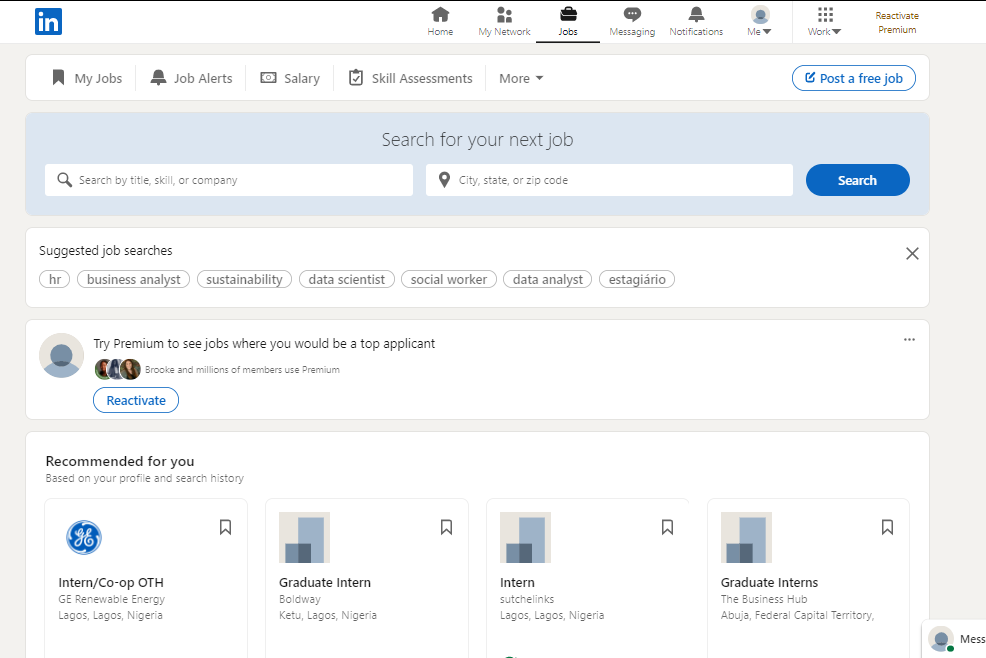 in
Home
My Network
Jobs
Messaging
Notifications
Me
Work
Reactivate
Premium
My Jobs
Job Alerts
Salary
Skill Assessments
More
Post a free job
Search for your next job
Search by title, skill, or company
City, state, or zip code
Search
Suggested job searches
hr
business analyst
sustainability
data scientist
social worker
data analyst
estagiário
Try Premium to see jobs where you would be a top applicant
Brooke and millions of members use Premium
Reactivate
Recommended for you
Based on your profile and search history
GE
Intern/Co-op OTH
GE Renewable Energy
Lagos, Lagos, Nigeria
Graduate Intern
Boldway
Ketu, Lagos, Nigeria
Intern
sutchelinks
Lagos, Lagos, Nigeria
Graduate Interns
The Business Hub
Abuja, Federal Capital Territory,
Mess